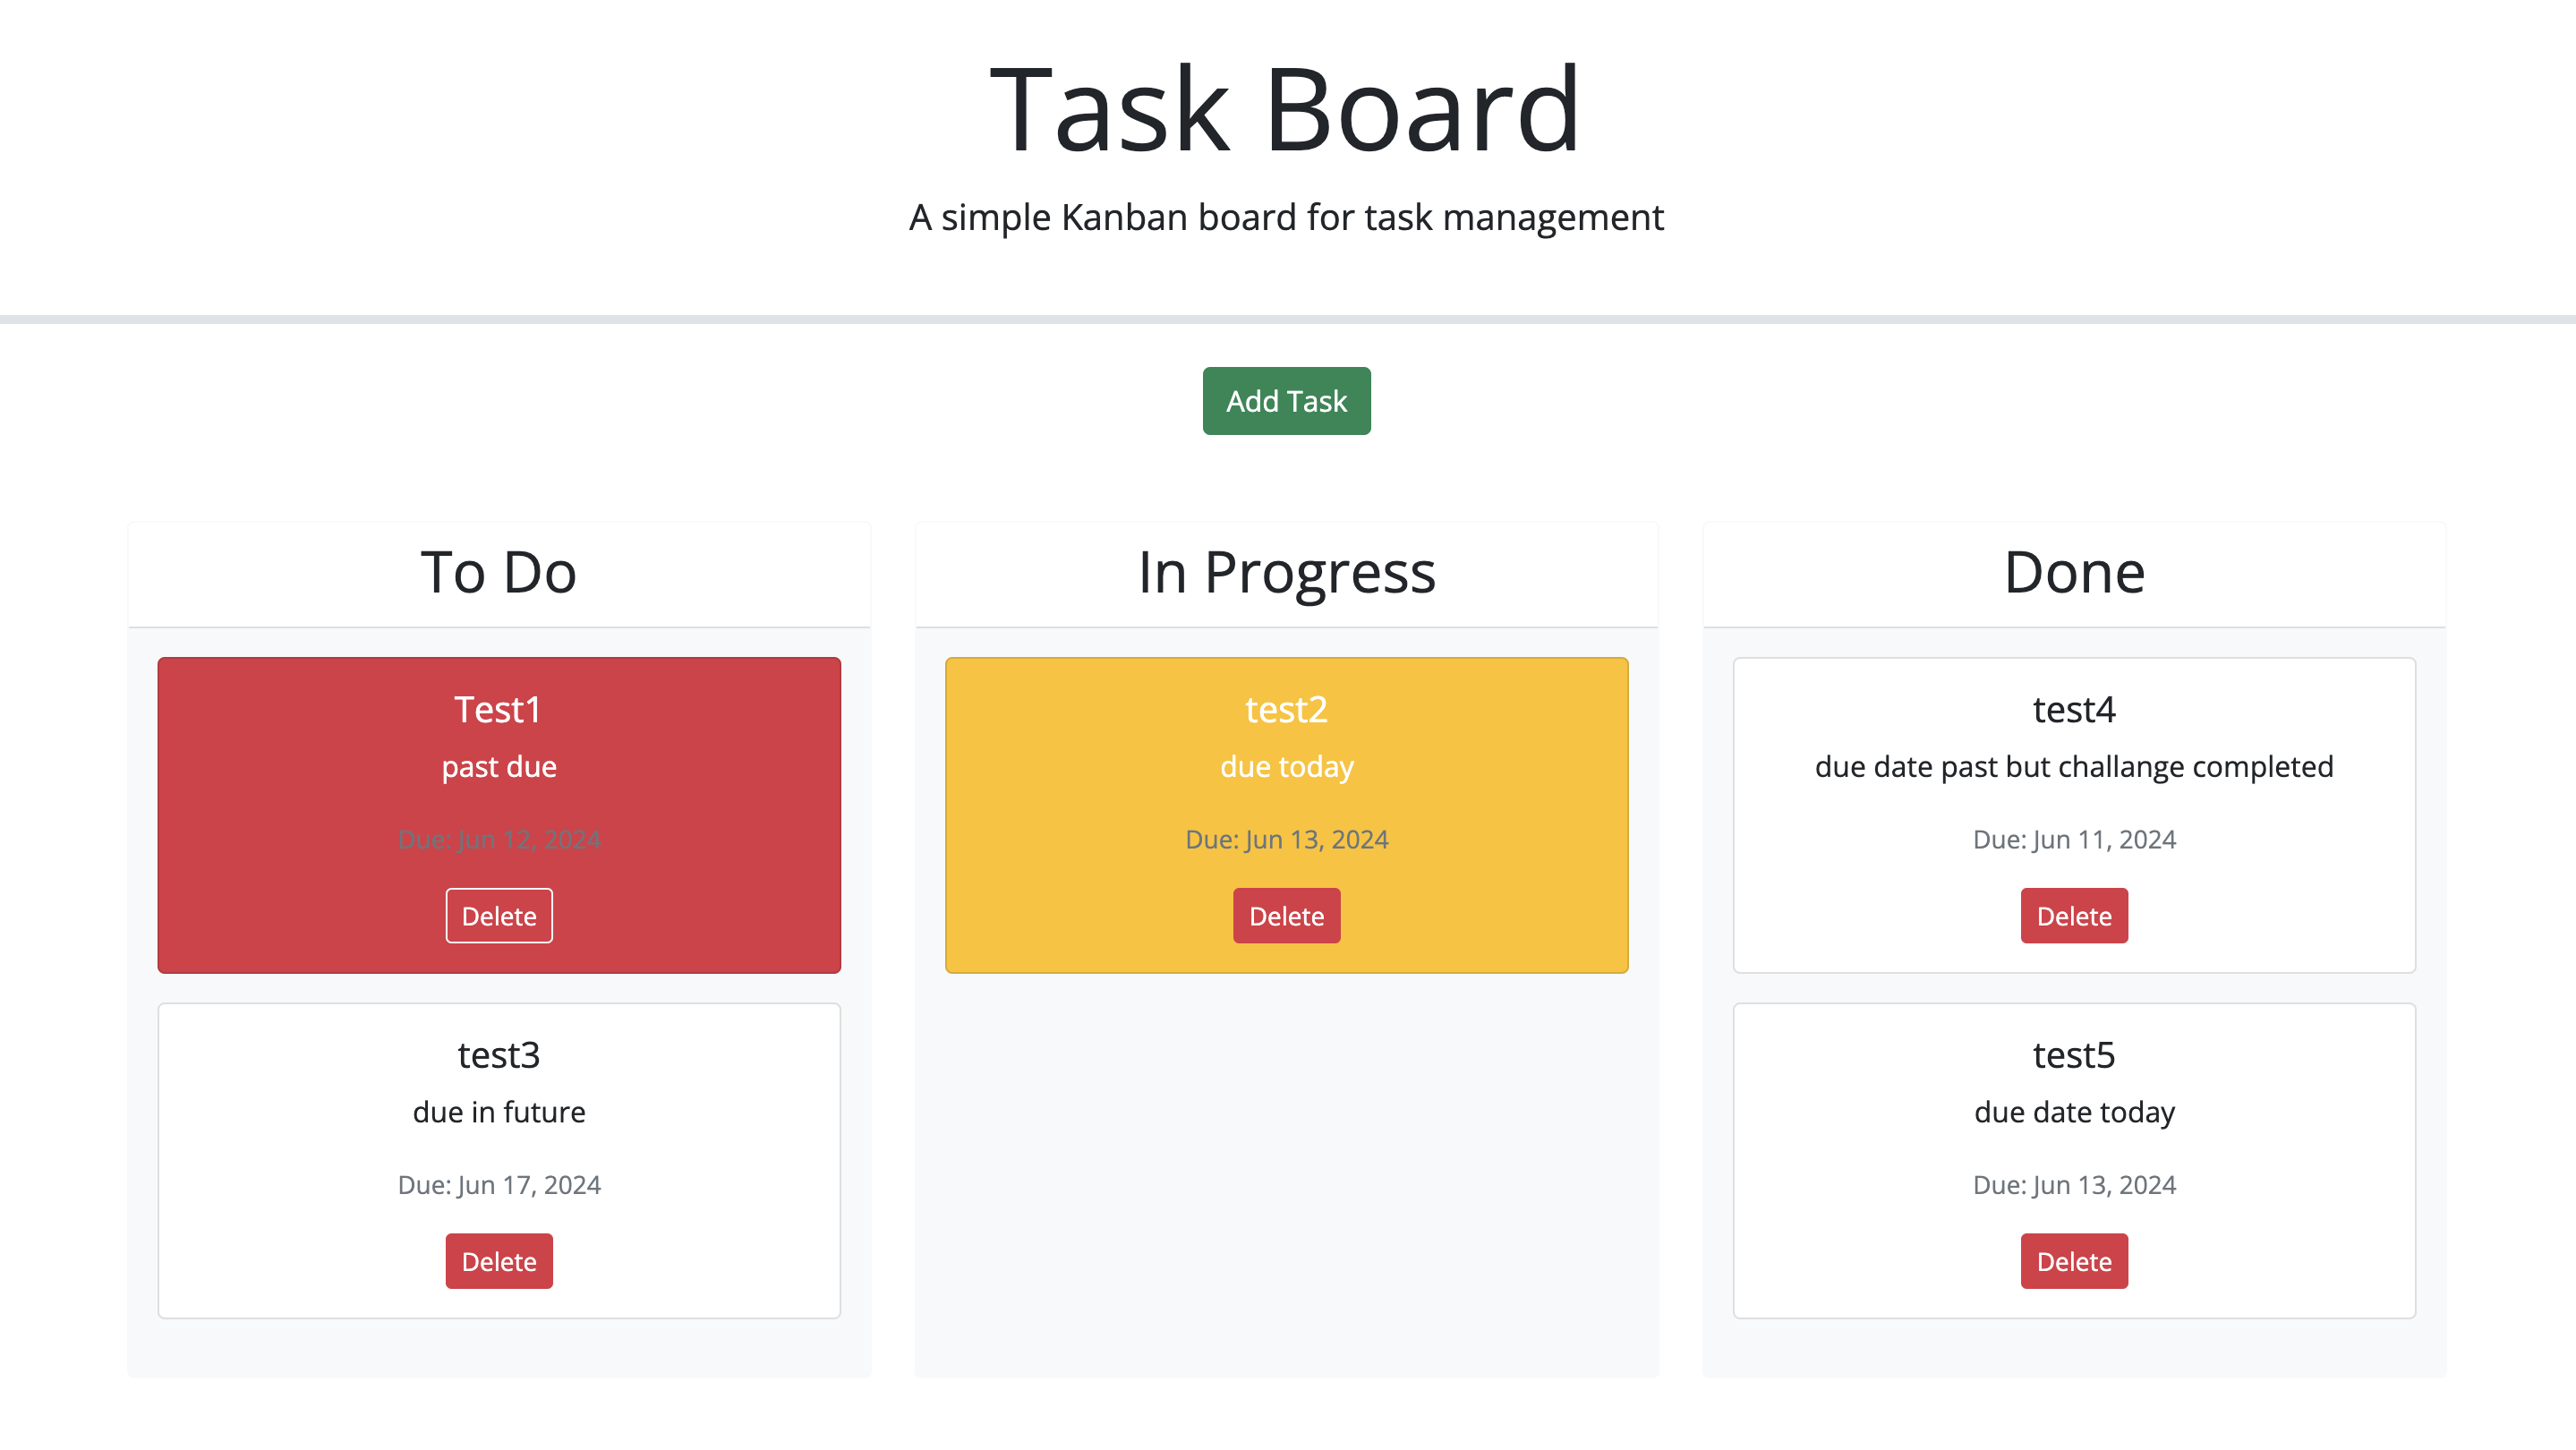 Task Board
A simple Kanban board for task management
Add Task
To Do
Test1
past due
Due: Jun 12, 2024
Delete
test3
due in future
Due: Jun 17, 2024
Delete
In Progress
test2
due today
Due: Jun 13, 2024
Delete
Done
test4
due date past but challange completed
Due: Jun 11, 2024
Delete
test5
due date today
Due: Jun 13, 2024
Delete